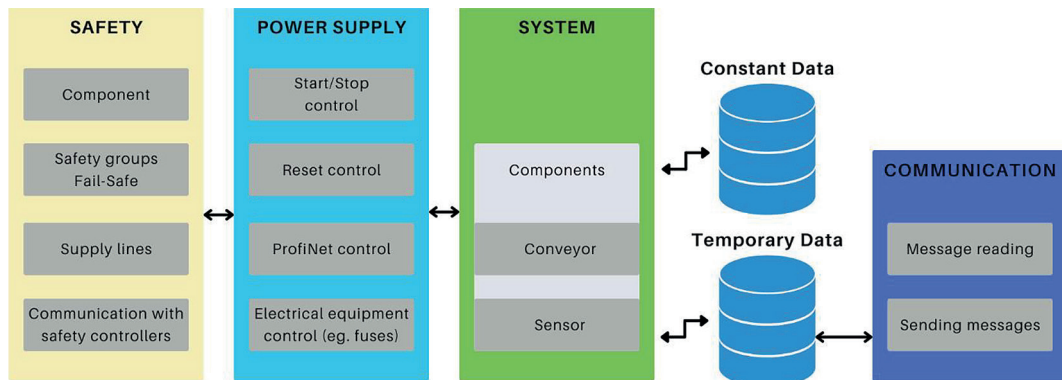 SAFETY
Component
Safety groups
Fail-Safe
Supply lines
Communication with
safety controllers
POWER SUPPLY
Start/Stop
control
Reset control
ProfiNet control
Electrical equipment
control (eg. fuses)
SYSTEM
Components
Conveyor
Sensor
Constant Data
Temporary Data
COMMUNICATION
Message reading
Sending messages